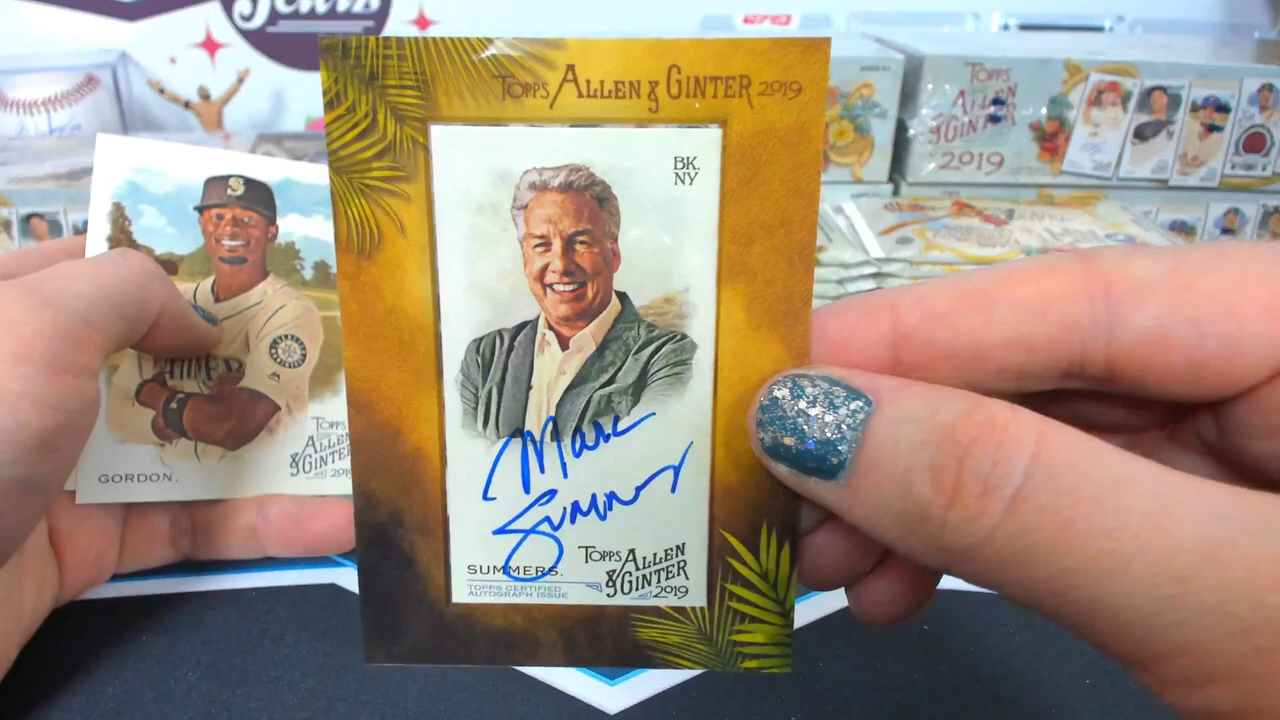 TOPPS ALLEN & GINTER 2019
BK.
NY
Marc
Summers
SUMMERS.
TOPPS CERTIFIED
AUTOGRAPH ISSUE
TOPPS ALLEN
& GINTER
2019
S
GORDON.
TOPPS
ALLEN
& GINTER
2019
TOPPS
ALLEN
& GINTER
2019